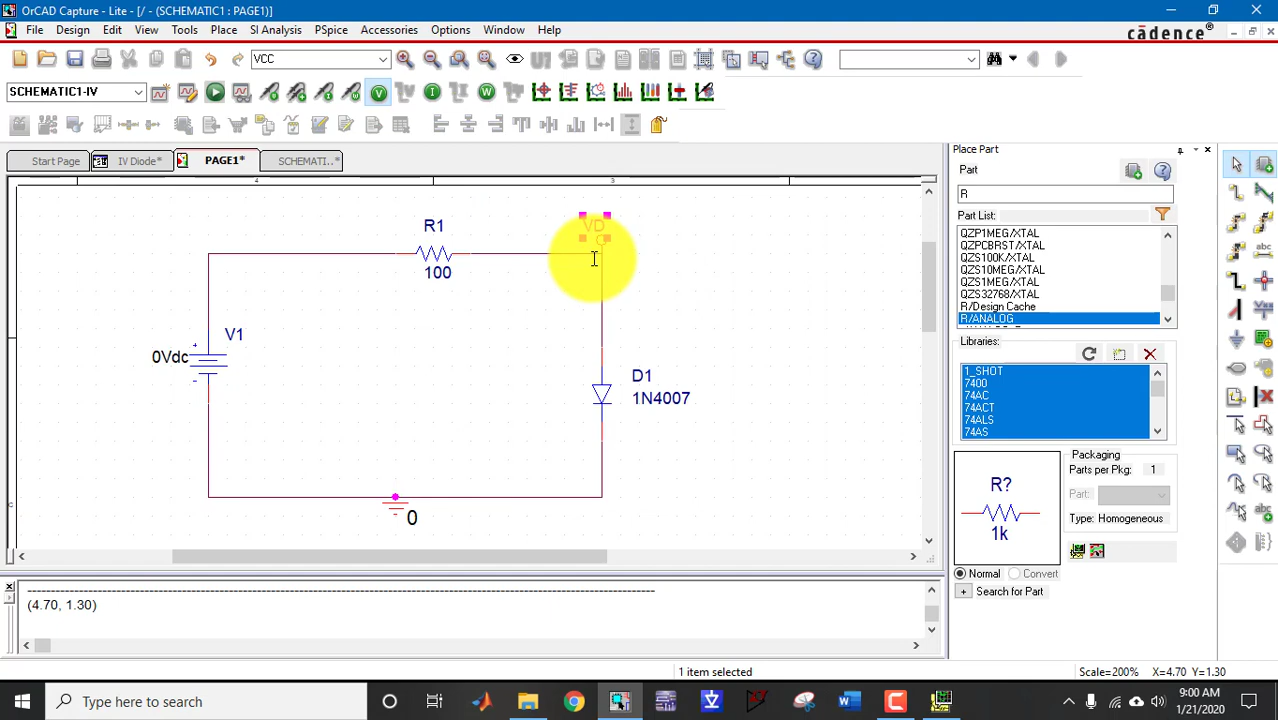 OrCAD Capture - Lite - [/ - (SCHEMATIC1 : PAGE1)]
File Design Edit View Tools Place SI Analysis PSpice Accessories Options Window Help
cādence
VCC
SCHEMATIC1-IV
Start Page
IV Diode*
PAGE1*
SCHEMATI..*
4
3
R1
100
VD
V1
0Vdc
D1
1N4007
0
Place Part
Part
R
Part List:
QZP1MEG/XTAL
QZPCBRST/XTAL
QZS100K/XTAL
QZS10MEG/XTAL
QZS1MEG/XTAL
QZS32768/XTAL
R/Design Cache
R/ANALOG
Libraries:
1_SHOT
7400
74AC
74ACT
74ALS
74AS
R?
1k
Packaging
Parts per Pkg: 1
Part:
Type: Homogeneous
Normal Convert
+ Search for Part
(4.70, 1.30)
1 item selected
Scale=200% X=4.70 Y=1.30
Type here to search
9:00 AM
1/21/2020